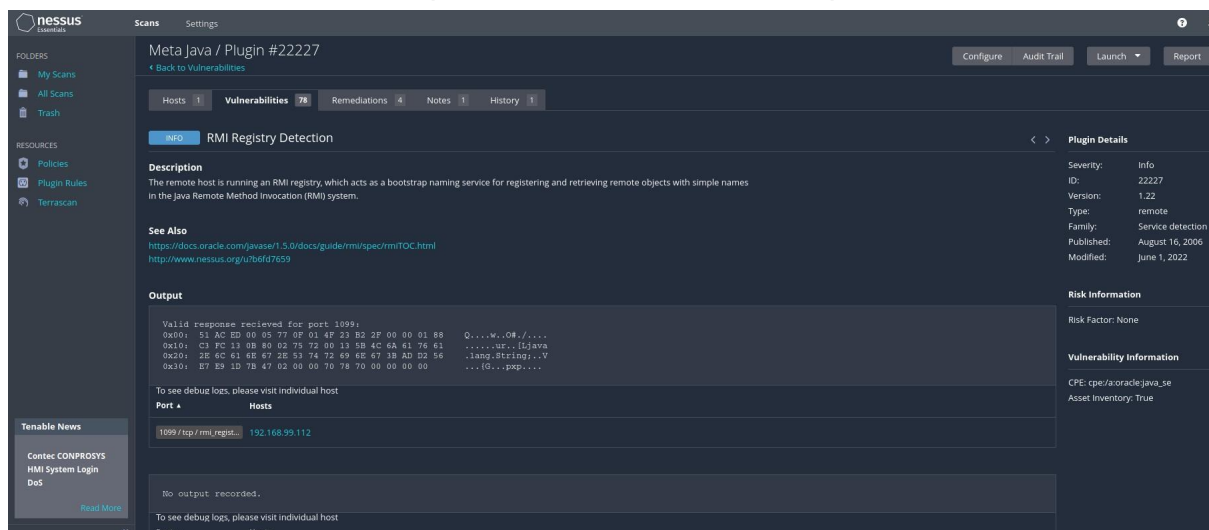 nessus
Essentials
Scans
Settings
FOLDERS
My Scans
All Scans
Trash
RESOURCES
Policies
Plugin Rules
Terrascan
Tenable News
Contec CONPROSYS
HMI System Login
DoS
Read More
Meta Java / Plugin #22227
Back to Vulnerabilities
Configure
Audit Trail
Launch
Report
Hosts 1
Vulnerabilities 78
Remediations 4
Notes 1
History 1
INFO
RMI Registry Detection
Description
The remote host is running an RMI registry, which acts as a bootstrap naming service for registering and retrieving remote objects with simple names
in the Java Remote Method Invocation (RMI) system.
See Also
https://docs.oracle.com/javase/1.5.0/docs/guide/rmi/spec/rmiTOC.html
http://www.nessus.org/u?b6fd7659
Output
Valid response recieved for port 1099:
0x00: 51 AC ED 00 05 77 0F 01 4F 23 B2 2F 00 00 01 88 Q....w..O#./....
0x10: C3 FC 13 0B 80 02 75 72 00 13 5B 4C 6A 61 76 61 ......ur..[Ljava
0x20: 2E 6C 61 6E 67 2E 53 74 72 69 6E 67 3B AD D2 56 .lang.String;..V
0x30: E7 E9 1D 7B 47 02 00 00 70 78 70 00 00 00 00 ...{G...pxp....
To see debug logs, please visit individual host
Port
Hosts
1099 / tcp / rmi_regist...
192.168.99.112
No output recorded.
To see debug logs, please visit individual host
Plugin Details
Severity: Info
ID: 22227
Version: 1.22
Type: remote
Family: Service detection
Published: August 16, 2006
Modified: June 1, 2022
Risk Information
Risk Factor: None
Vulnerability Information
CPE: cpe:/a:oracle:java_se
Asset Inventory: True